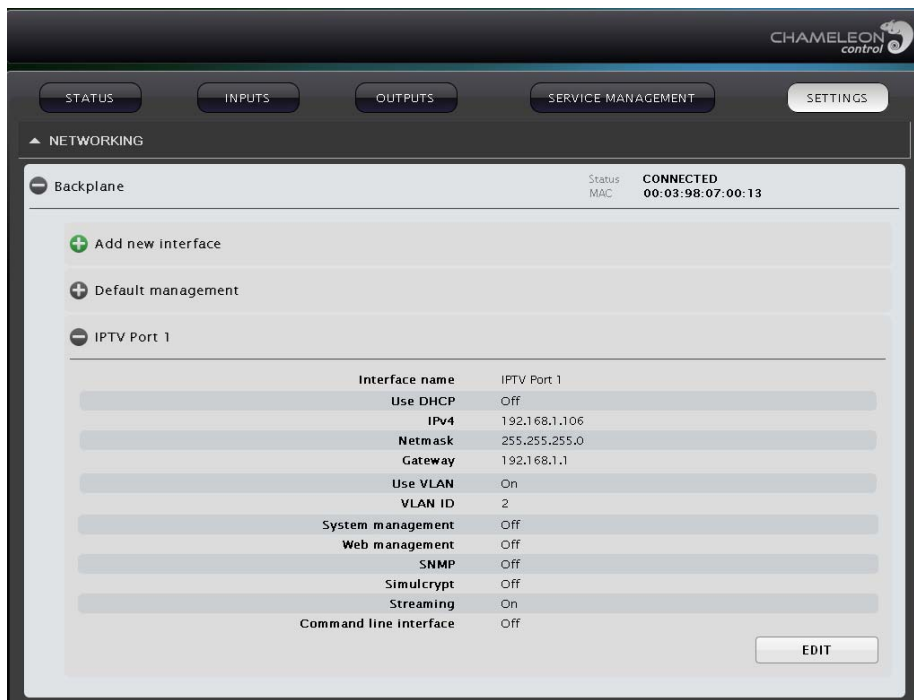 CHAMELEON
control
STATUS INPUTS OUTPUTS SERVICE MANAGEMENT SETTINGS
NETWORKING
Backplane Status CONNECTED
MAC 00:03:98:07:00:13
Add new interface
Default management
IPTV Port 1
Interface name IPTV Port 1
Use DHCP Off
IPv4 192.168.1.106
Netmask 255.255.255.0
Gateway 192.168.1.1
Use VLAN On
VLAN ID 2
System management Off
Web management Off
SNMP Off
Simulcrypt Off
Streaming On
Command line interface Off
EDIT